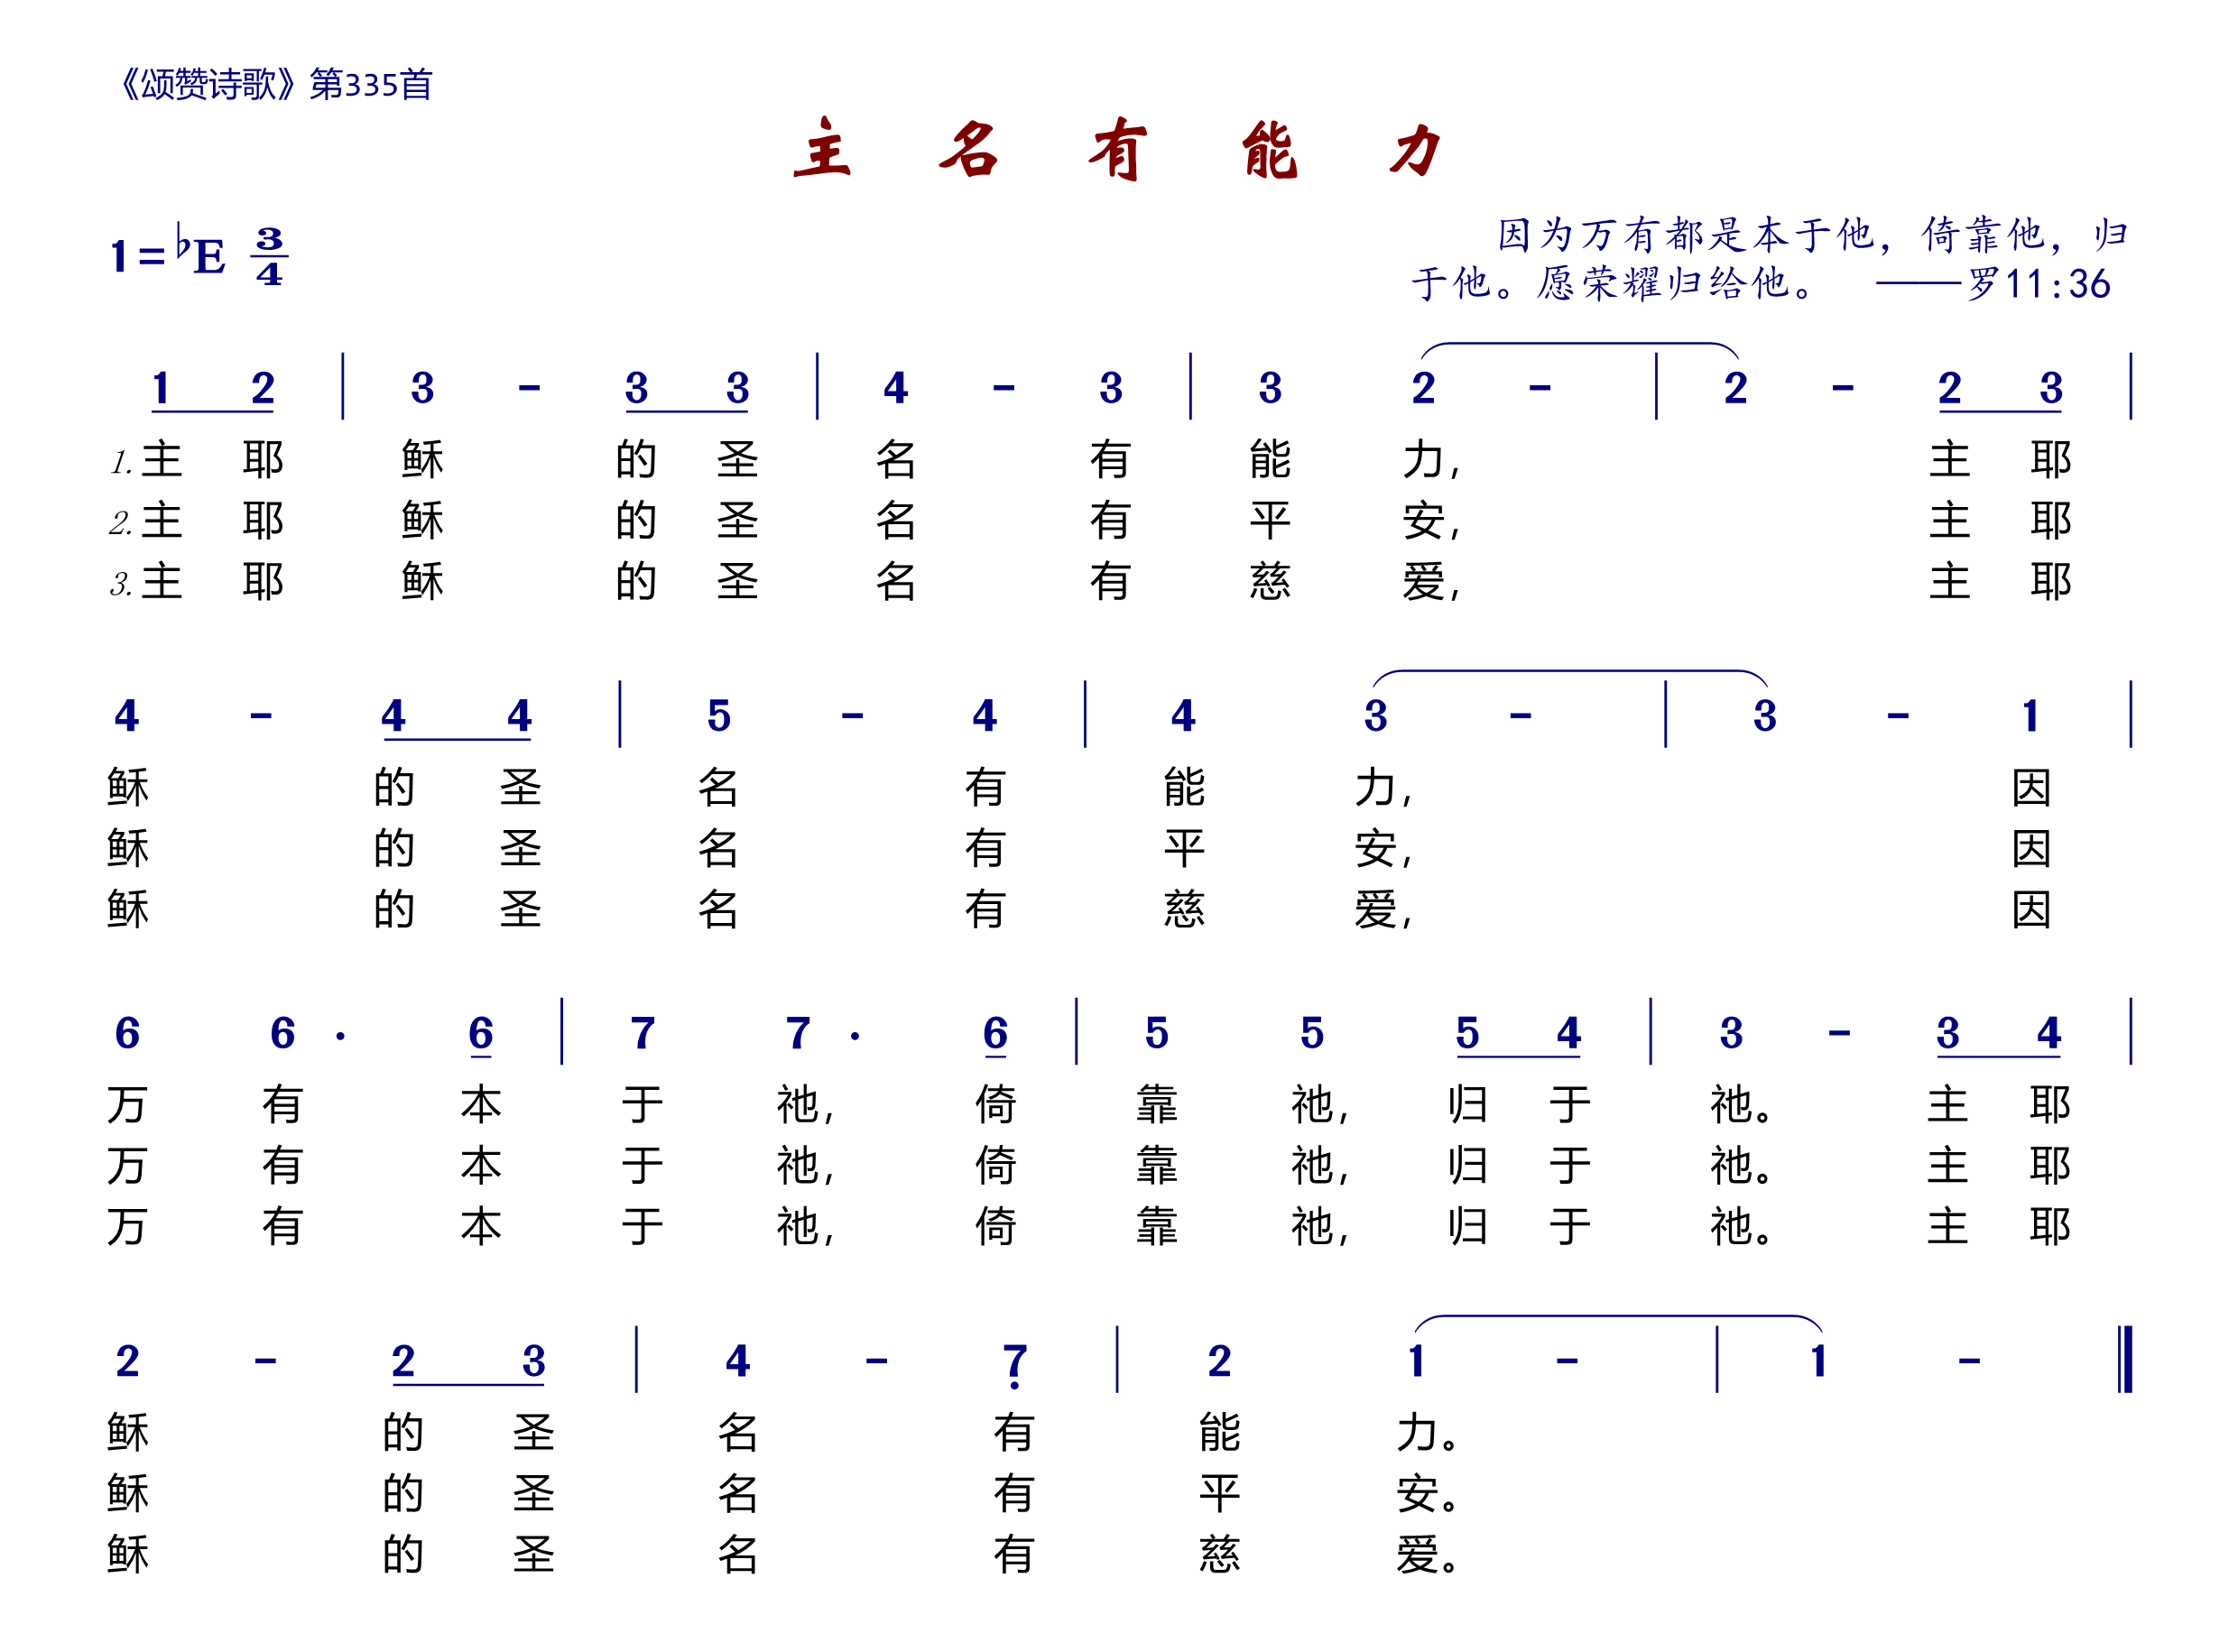 《颂赞诗歌》第335首
主 名 有 能 力
1=♭E 3/4
因为万有都是本于他，倚靠他，归
于他。愿荣耀归给他。 ——罗11:36
1 2 | 3 - 3 3 | 4 - 3 | 3 2 - | 2 - 2 3 |
1.主 耶 稣 的 圣 名 有 能 力, 主 耶
2.主 耶 稣 的 圣 名 有 平 安, 主 耶
3.主 耶 稣 的 圣 名 有 慈 爱, 主 耶
4 - 4 4 | 5 - 4 | 4 3 - | 3 - 1 |
稣 的 圣 名 有 能 力, 因
稣 的 圣 名 有 平 安, 因
稣 的 圣 名 有 慈 爱, 因
6 6 · 6 | 7 7 · 6 | 5 5 5 4 | 3 - 3 4 |
万 有 本 于 祂, 倚 靠 祂, 归 于 祂。 主 耶
万 有 本 于 祂, 倚 靠 祂, 归 于 祂。 主 耶
万 有 本 于 祂, 倚 靠 祂, 归 于 祂。 主 耶
2 - 2 3 | 4 - 7̣ | 2 1 - | 1 - ‖
稣 的 圣 名 有 能 力。
稣 的 圣 名 有 平 安。
稣 的 圣 名 有 慈 爱。